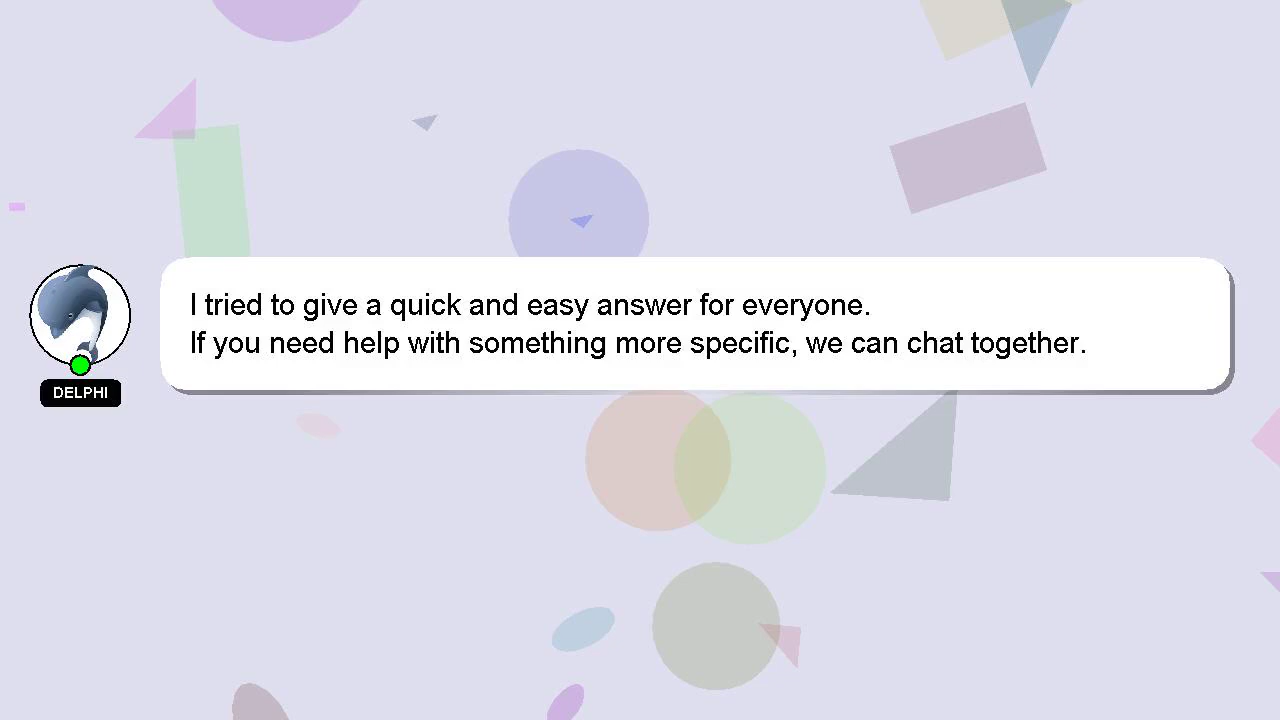 I tried to give a quick and easy answer for everyone.
If you need help with something more specific, we can chat together.
DELPHI